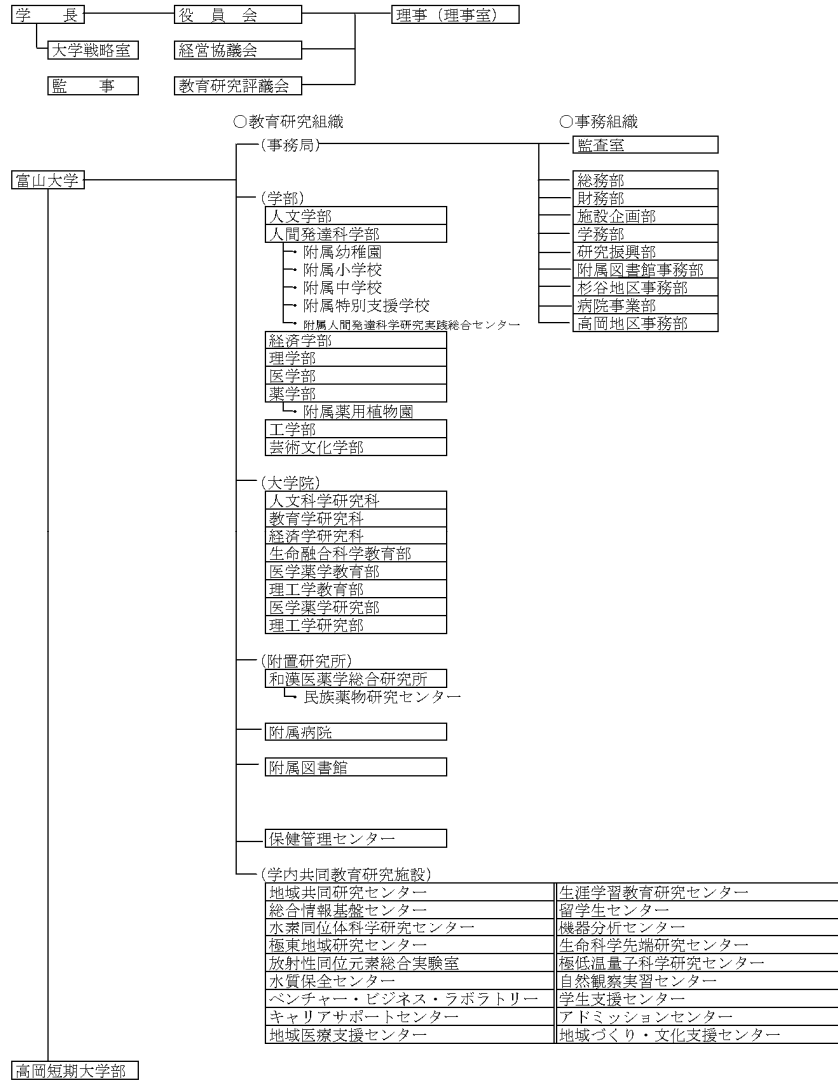 学　長
役　員　会
理事（理事室）
大学戦略室
経営協議会
監　事
教育研究評議会
○教育研究組織
○事務組織
(事務局)
監査室
富山大学
総務部
(学部)
財務部
人文学部
施設企画部
人間発達科学部
学務部
・附属幼稚園
研究振興部
・附属小学校
附属図書館事務部
・附属中学校
杉谷地区事務部
・附属特別支援学校
病院事業部
・附属人間発達科学研究実践総合センター
高岡地区事務部
経済学部
理学部
医学部
薬学部
・附属薬用植物園
工学部
芸術文化学部
(大学院)
人文科学研究科
教育学研究科
経済学研究科
生命融合科学教育部
医学薬学教育部
理工学教育部
医学薬学研究部
理工学研究部
(附置研究所)
和漢医薬学総合研究所
・民族薬物研究センター
附属病院
附属図書館
保健管理センター
(学内共同教育研究施設)
地域共同研究センター
生涯学習教育研究センター
総合情報基盤センター
留学生センター
水素同位体科学研究センター
機器分析センター
極東地域研究センター
生命科学先端研究センター
放射性同位元素総合実験室
極低温量子科学研究センター
水質保全センター
自然観察実習センター
ベンチャー・ビジネス・ラボラトリー
学生支援センター
キャリアサポートセンター
アドミッションセンター
地域医療支援センター
地域づくり・文化支援センター
高岡短期大学部